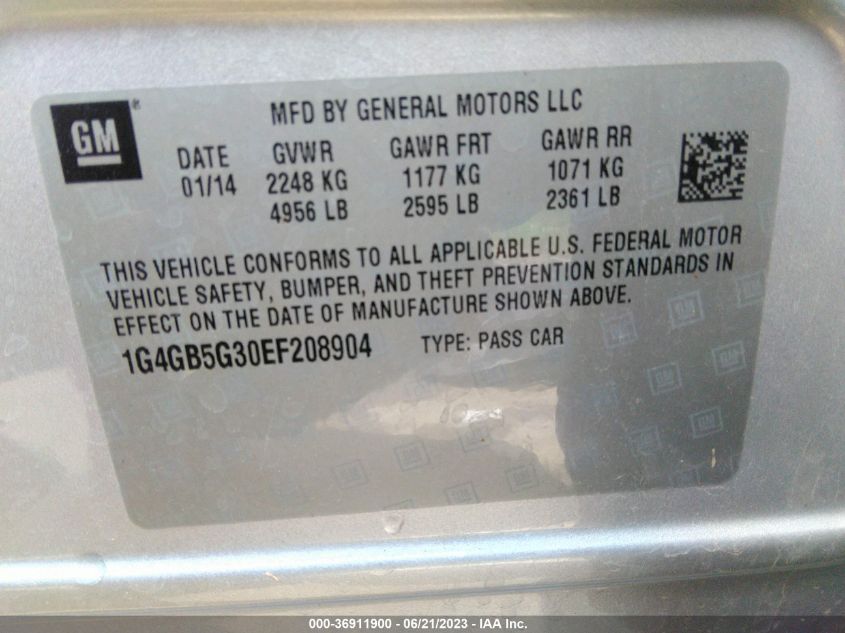 GM ®
MFD BY GENERAL MOTORS LLC
DATE GVWR GAWR FRT GAWR RR
01/14 2248 KG 1177 KG 1071 KG
4956 LB 2595 LB 2361 LB
THIS VEHICLE CONFORMS TO ALL APPLICABLE U.S. FEDERAL MOTOR
VEHICLE SAFETY, BUMPER, AND THEFT PREVENTION STANDARDS IN
EFFECT ON THE DATE OF MANUFACTURE SHOWN ABOVE.
1G4GB5G30EF208904 TYPE: PASS CAR
000-36911900 - 06/21/2023 - IAA Inc.